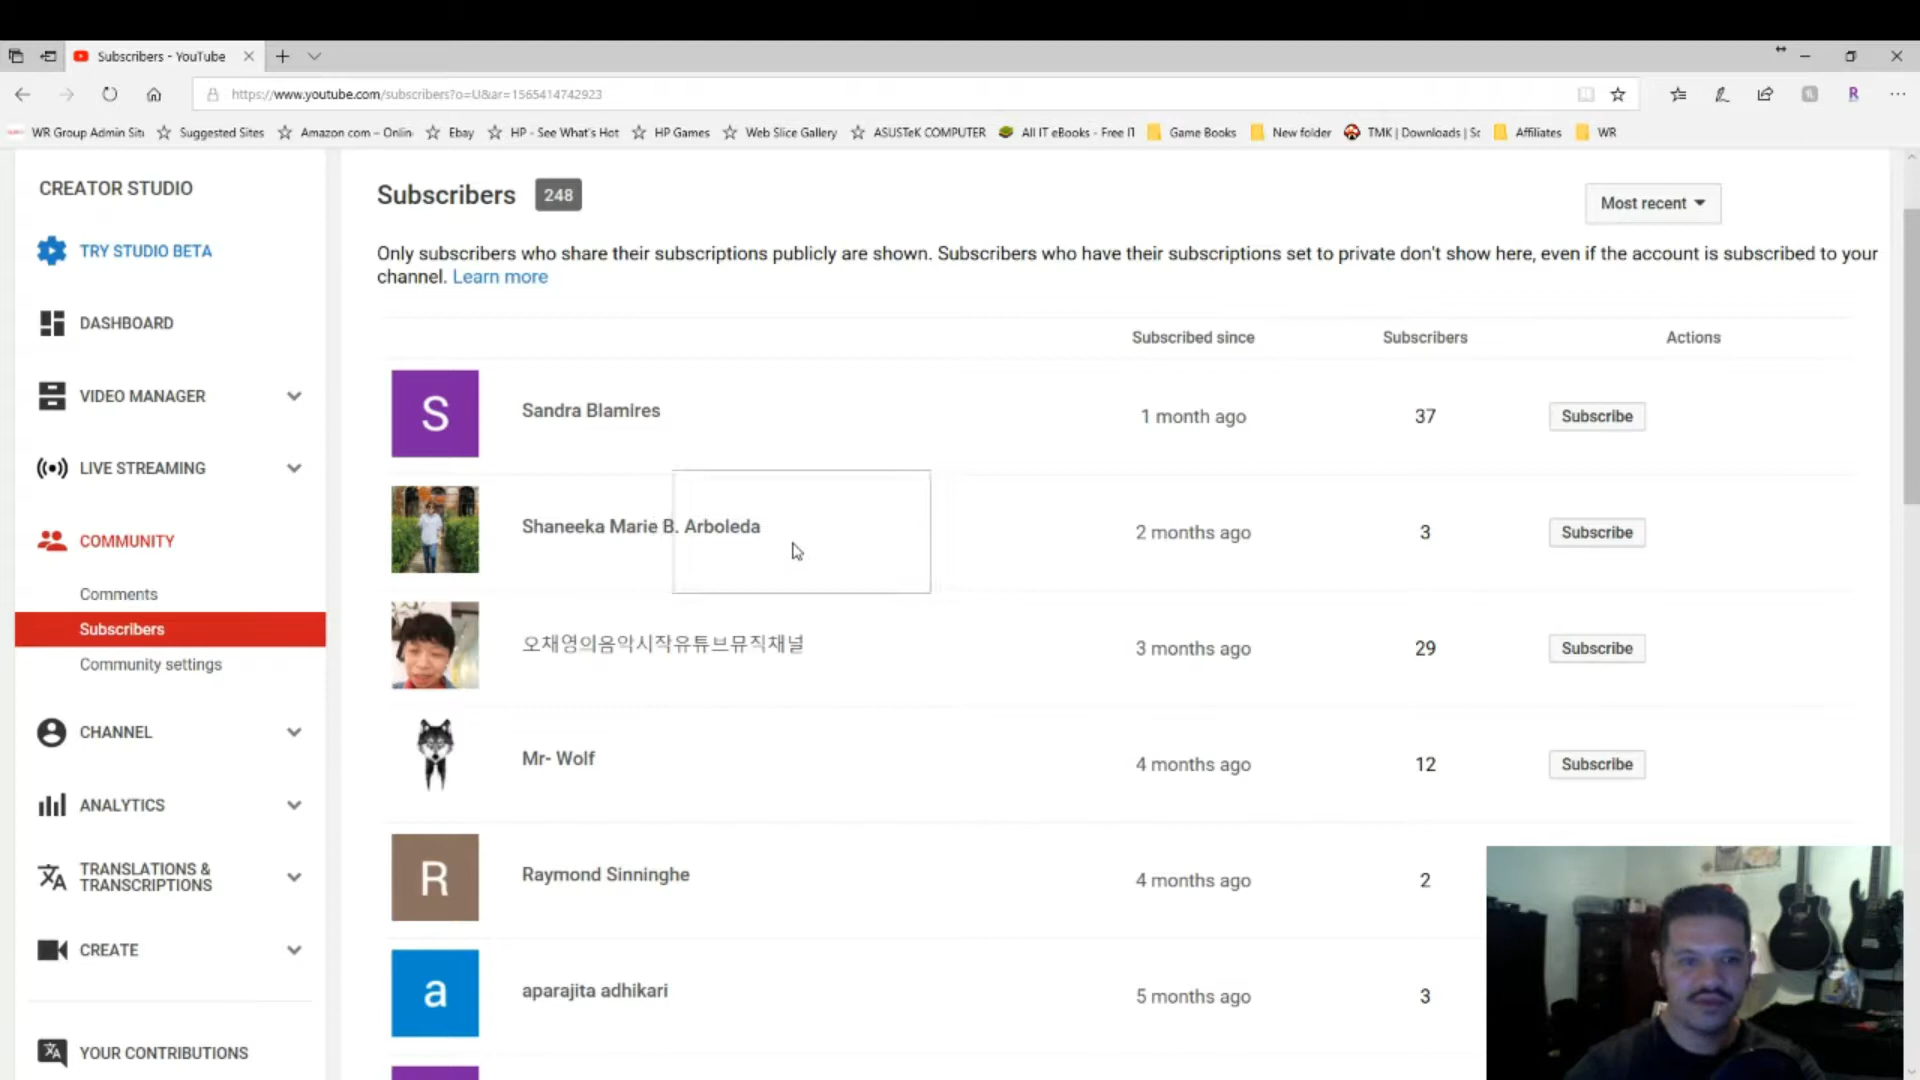 Subscribers - YouTube
https://www.youtube.com/subscribers?o=U&ar=1565414742923
R
WR Group Admin Sit
Suggested Sites
Amazon com – Onlin
Ebay
HP - See What's Hot
HP Games
Web Slice Gallery
ASUSTeK COMPUTER
All IT eBooks - Free IT
Game Books
New folder
TMK | Downloads | Sc
Affiliates
WR
CREATOR STUDIO
TRY STUDIO BETA
DASHBOARD
VIDEO MANAGER
LIVE STREAMING
COMMUNITY
Comments
Subscribers
Community settings
CHANNEL
ANALYTICS
TRANSLATIONS &
TRANSCRIPTIONS
CREATE
YOUR CONTRIBUTIONS
Subscribers 248
Most recent
Only subscribers who share their subscriptions publicly are shown. Subscribers who have their subscriptions set to private don't show here, even if the account is subscribed to your
channel. Learn more
Subscribed since Subscribers Actions
S Sandra Blamires 1 month ago 37 Subscribe
Shaneeka Marie B. Arboleda 2 months ago 3 Subscribe
오채영의음악시작유튜브뮤직채널 3 months ago 29 Subscribe
Mr- Wolf 4 months ago 12 Subscribe
R Raymond Sinninghe 4 months ago 2
a aparajita adhikari 5 months ago 3